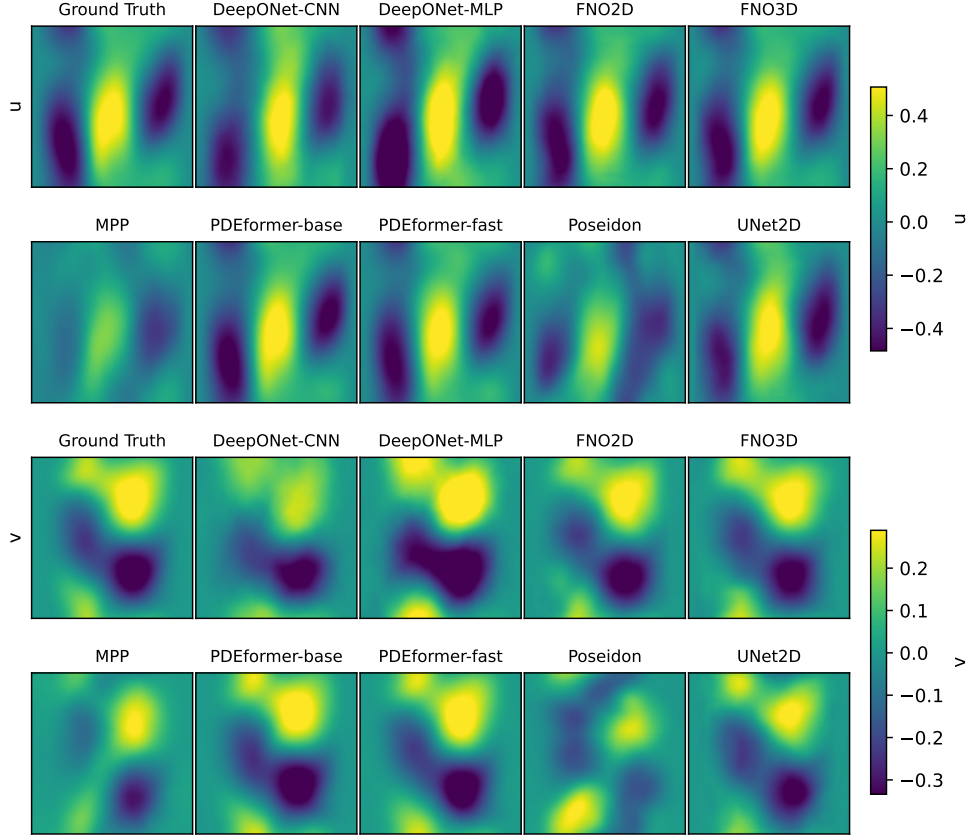 Ground Truth DeepONet-CNN DeepONet-MLP FNO2D FNO3D
u
0.4
0.2
0.0
−0.2
−0.4
u
MPP PDEformer-base PDEformer-fast Poseidon UNet2D
Ground Truth DeepONet-CNN DeepONet-MLP FNO2D FNO3D
v
0.2
0.1
0.0
−0.1
−0.2
−0.3
v
MPP PDEformer-base PDEformer-fast Poseidon UNet2D